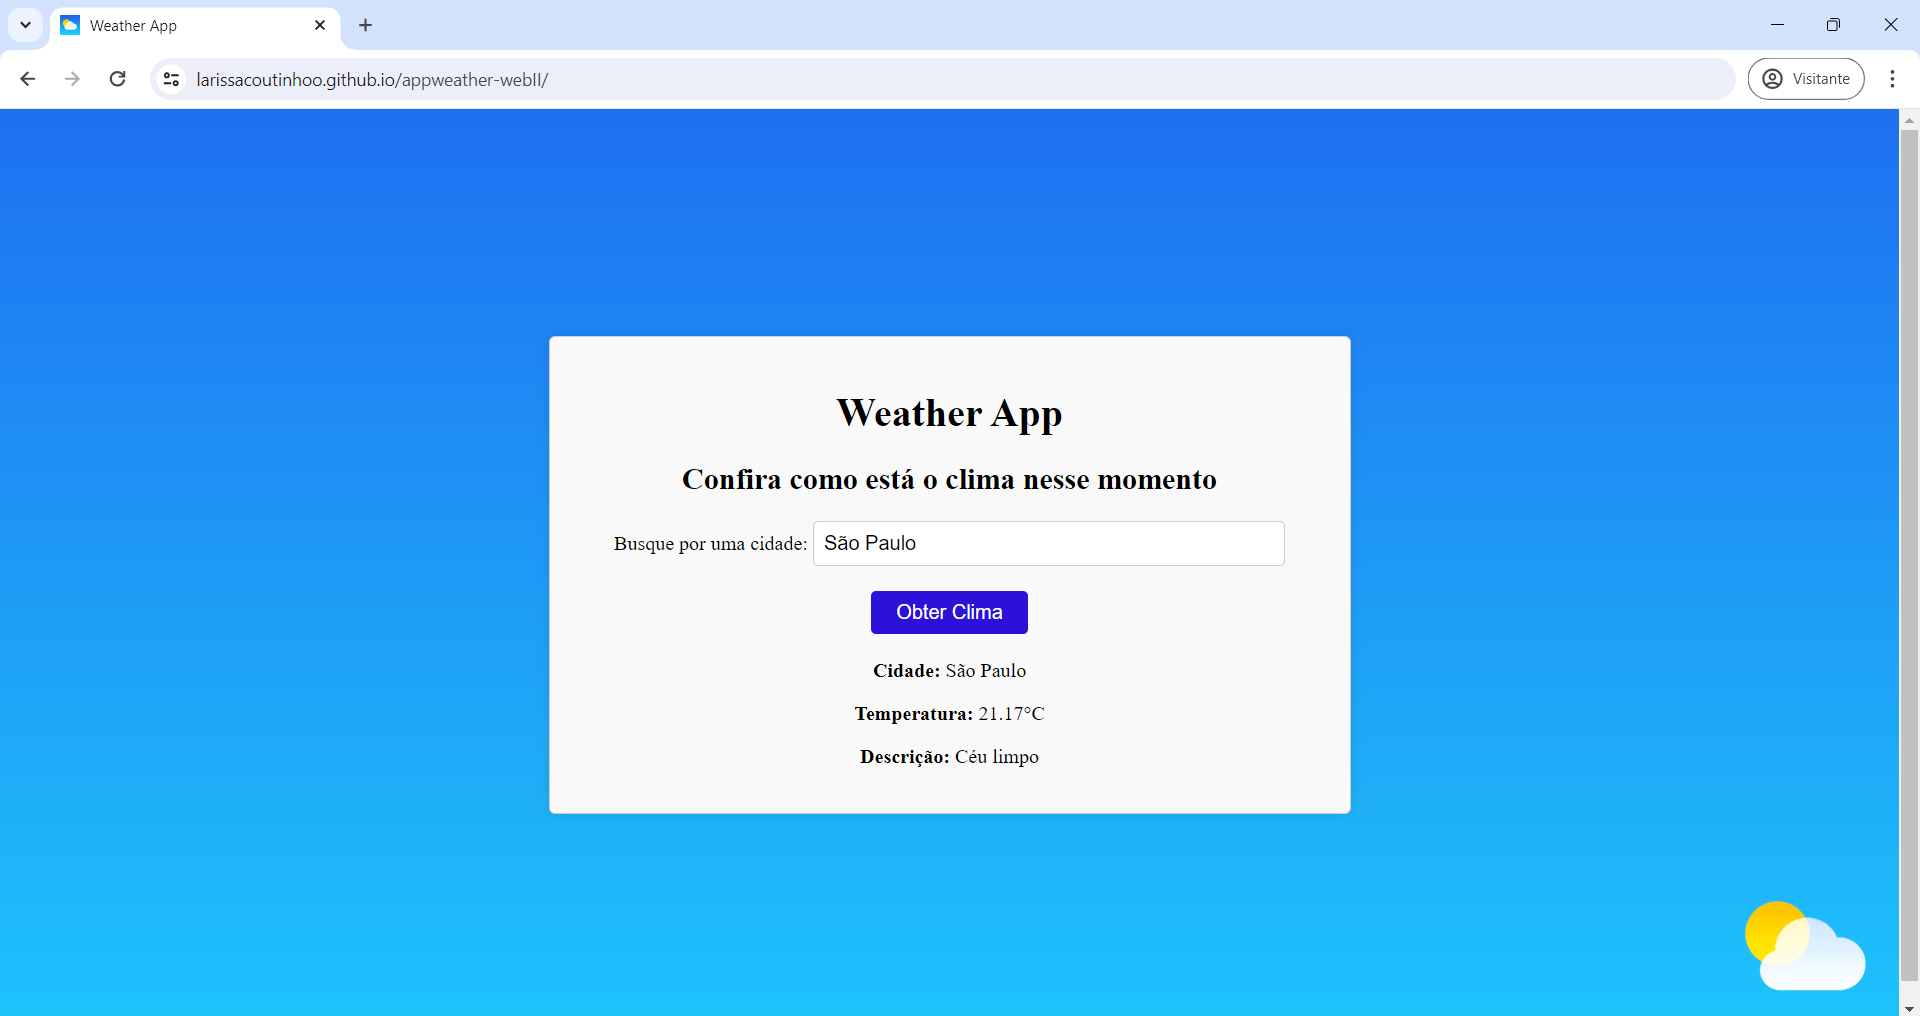 Weather App
larissacoutinhoo.github.io/appweather-webII/
Visitante
Weather App
Confira como está o clima nesse momento
Busque por uma cidade: São Paulo
Obter Clima
Cidade: São Paulo
Temperatura: 21.17°C
Descrição: Céu limpo